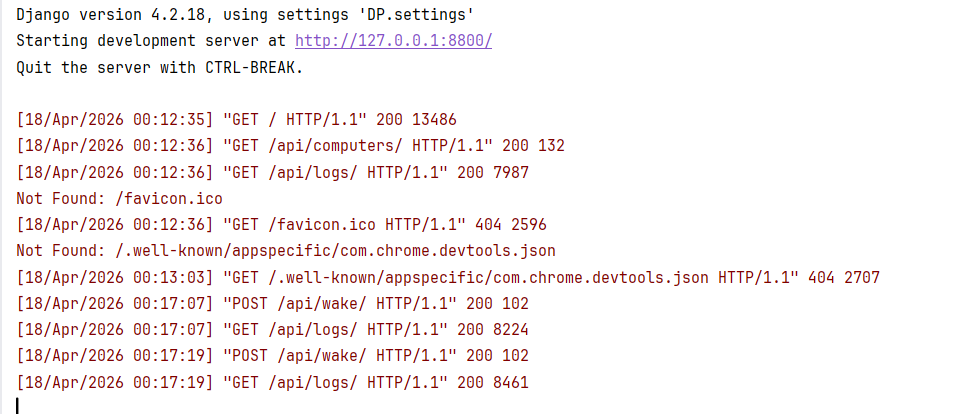 Django version 4.2.18, using settings 'DP.settings'
Starting development server at http://127.0.0.1:8800/
Quit the server with CTRL-BREAK.
[18/Apr/2026 00:12:35] "GET / HTTP/1.1" 200 13486
[18/Apr/2026 00:12:36] "GET /api/computers/ HTTP/1.1" 200 132
[18/Apr/2026 00:12:36] "GET /api/logs/ HTTP/1.1" 200 7987
Not Found: /favicon.ico
[18/Apr/2026 00:12:36] "GET /favicon.ico HTTP/1.1" 404 2596
Not Found: /.well-known/appspecific/com.chrome.devtools.json
[18/Apr/2026 00:13:03] "GET /.well-known/appspecific/com.chrome.devtools.json HTTP/1.1" 404 2707
[18/Apr/2026 00:17:07] "POST /api/wake/ HTTP/1.1" 200 102
[18/Apr/2026 00:17:07] "GET /api/logs/ HTTP/1.1" 200 8224
[18/Apr/2026 00:17:19] "POST /api/wake/ HTTP/1.1" 200 102
[18/Apr/2026 00:17:19] "GET /api/logs/ HTTP/1.1" 200 8461